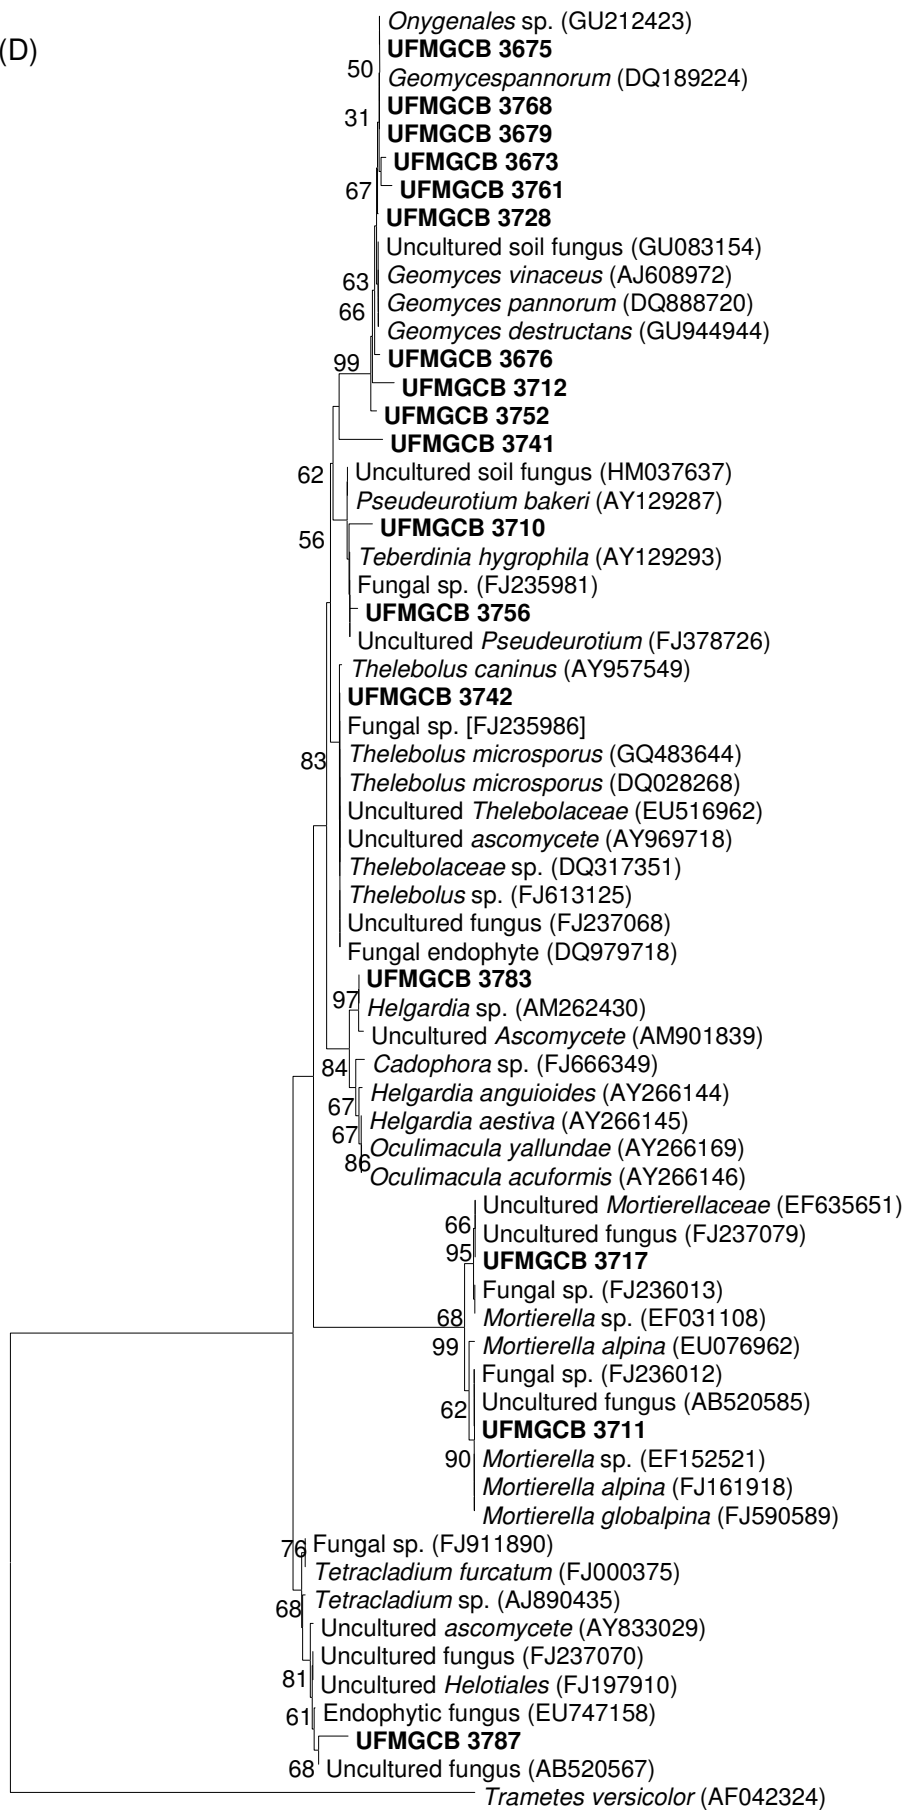 Onygenales sp. (GU212423)
(D)
UFMGCB 3675
50
Geomycespannorum (DQ189224)
UFMGCB 3768
31
UFMGCB 3679
UFMGCB 3673
67
UFMGCB 3761
UFMGCB 3728
Uncultured soil fungus (GU083154)
63
Geomyces vinaceus (AJ608972)
Geomyces pannorum (DQ888720)
66
Geomyces destructans (GU944944)
99
UFMGCB 3676
UFMGCB 3712
UFMGCB 3752
UFMGCB 3741
62
Uncultured soil fungus (HM037637)
Pseudeurotium bakeri (AY129287)
UFMGCB 3710
56
Teberdinia hygrophila (AY129293)
Fungal sp. (FJ235981)
UFMGCB 3756
Uncultured Pseudeurotium (FJ378726)
Thelebolus caninus (AY957549)
UFMGCB 3742
Fungal sp. [FJ235986]
83
Thelebolus microsporus (GQ483644)
Thelebolus microsporus (DQ028268)
Uncultured Thelebolaceae (EU516962)
Uncultured ascomycete (AY969718)
Thelebolaceae sp. (DQ317351)
Thelebolus sp. (FJ613125)
Uncultured fungus (FJ237068)
Fungal endophyte (DQ979718)
UFMGCB 3783
97
Helgardia sp. (AM262430)
Uncultured Ascomycete (AM901839)
84
Cadophora sp. (FJ666349)
Helgardia anguioides (AY266144)
67
Helgardia aestiva (AY266145)
67
Oculimacula yallundae (AY266169)
86
Oculimacula acuformis (AY266146)
Uncultured Mortierellaceae (EF635651)
66
Uncultured fungus (FJ237079)
95
UFMGCB 3717
Fungal sp. (FJ236013)
68
Mortierella sp. (EF031108)
99
Mortierella alpina (EU076962)
Fungal sp. (FJ236012)
62
Uncultured fungus (AB520585)
UFMGCB 3711
90
Mortierella sp. (EF152521)
Mortierella alpina (FJ161918)
Mortierella globalpina (FJ590589)
76
Fungal sp. (FJ911890)
Tetracladium furcatum (FJ000375)
68
Tetracladium sp. (AJ890435)
Uncultured ascomycete (AY833029)
Uncultured fungus (FJ237070)
81
Uncultured Helotiales (FJ197910)
61
Endophytic fungus (EU747158)
UFMGCB 3787
68
Uncultured fungus (AB520567)
Trametes versicolor (AF042324)